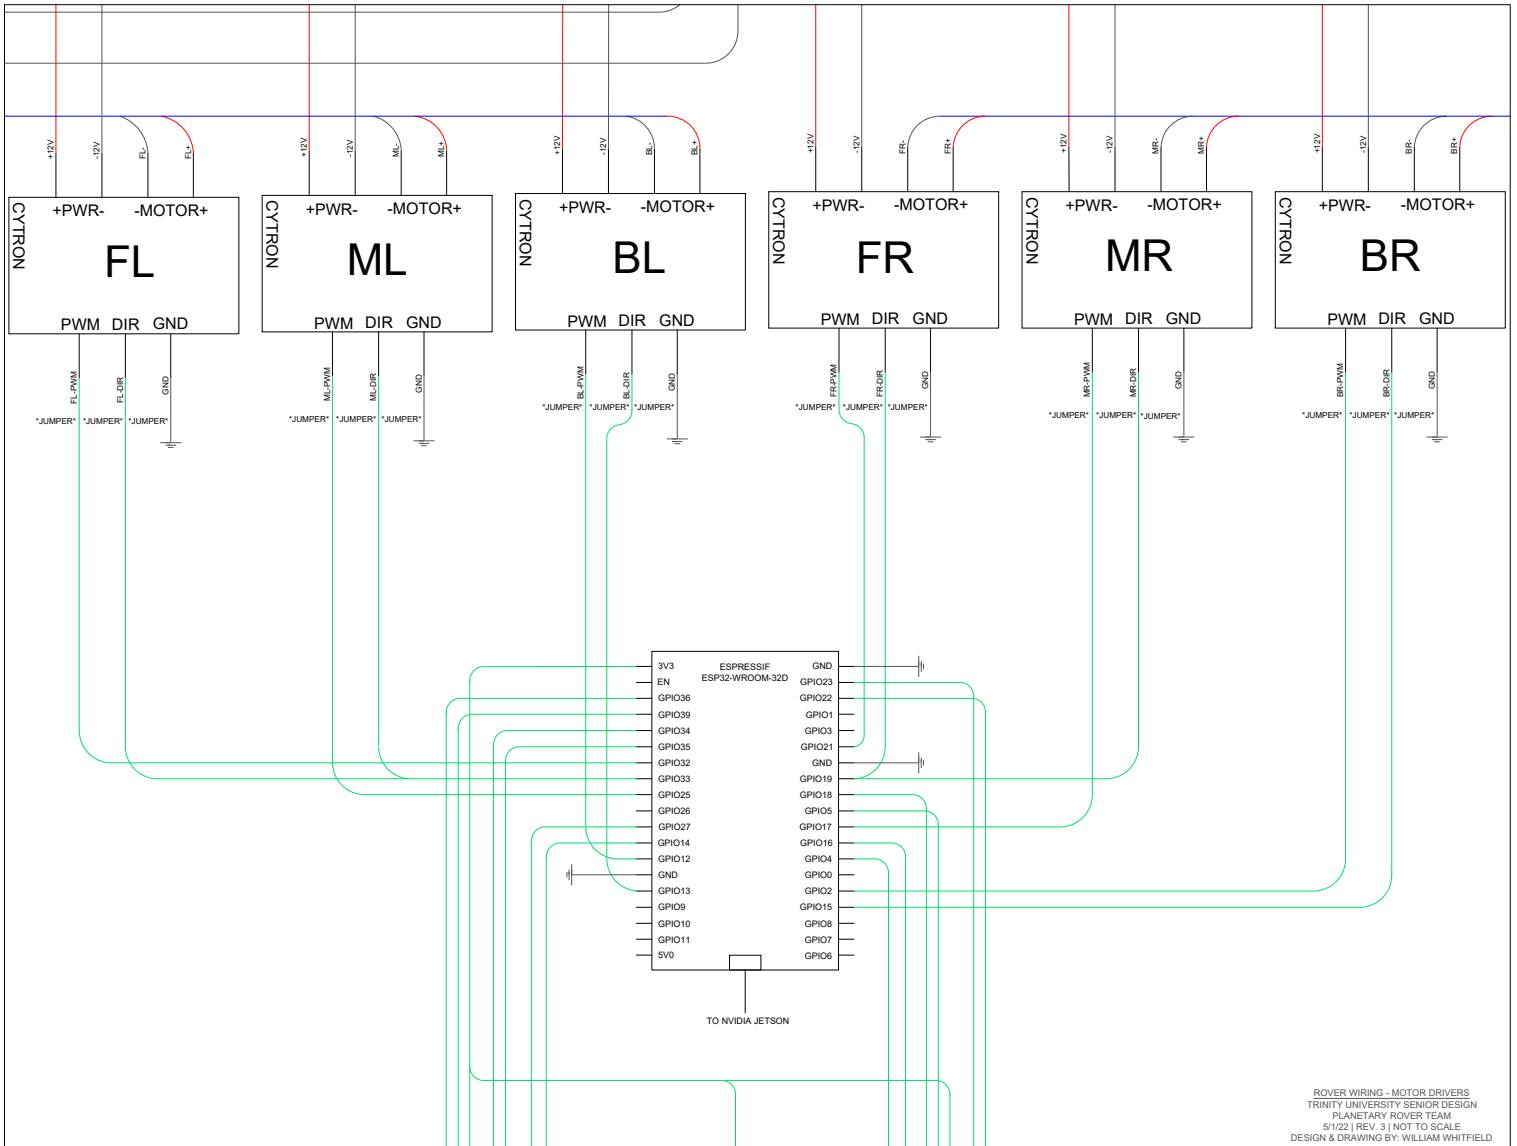 +12V -12V FL- FL+
+12V -12V ML- ML+
+12V -12V BL- BL+
+12V -12V FR- FR+
+12V -12V MR- MR+
+12V -12V BR- BR+
CYTRON
+PWR- -MOTOR+
FL
PWM DIR GND
CYTRON
+PWR- -MOTOR+
ML
PWM DIR GND
CYTRON
+PWR- -MOTOR+
BL
PWM DIR GND
CYTRON
+PWR- -MOTOR+
FR
PWM DIR GND
CYTRON
+PWR- -MOTOR+
MR
PWM DIR GND
CYTRON
+PWR- -MOTOR+
BR
PWM DIR GND
FL-PWM FL-DIR GND
*JUMPER* *JUMPER* *JUMPER*
ML-PWM ML-DIR GND
*JUMPER* *JUMPER* *JUMPER*
BL-PWM BL-DIR GND
*JUMPER* *JUMPER* *JUMPER*
FR-PWM FR-DIR GND
*JUMPER* *JUMPER* *JUMPER*
MR-PWM MR-DIR GND
*JUMPER* *JUMPER* *JUMPER*
BR-PWM BR-DIR GND
*JUMPER* *JUMPER* *JUMPER*
ESPRESSIF
ESP32-WROOM-32D
3V3
EN
GPIO36
GPIO39
GPIO34
GPIO35
GPIO32
GPIO33
GPIO25
GPIO26
GPIO27
GPIO14
GPIO12
GND
GPIO13
GPIO9
GPIO10
GPIO11
5V0
GND
GPIO23
GPIO22
GPIO1
GPIO3
GPIO21
GND
GPIO19
GPIO18
GPIO5
GPIO17
GPIO16
GPIO4
GPIO0
GPIO2
GPIO15
GPIO8
GPIO7
GPIO6
TO NVIDIA JETSON
ROVER WIRING - MOTOR DRIVERS
TRINITY UNIVERSITY SENIOR DESIGN
PLANETARY ROVER TEAM
5/1/22 | REV. 3 | NOT TO SCALE
DESIGN & DRAWING BY: WILLIAM WHITFIELD